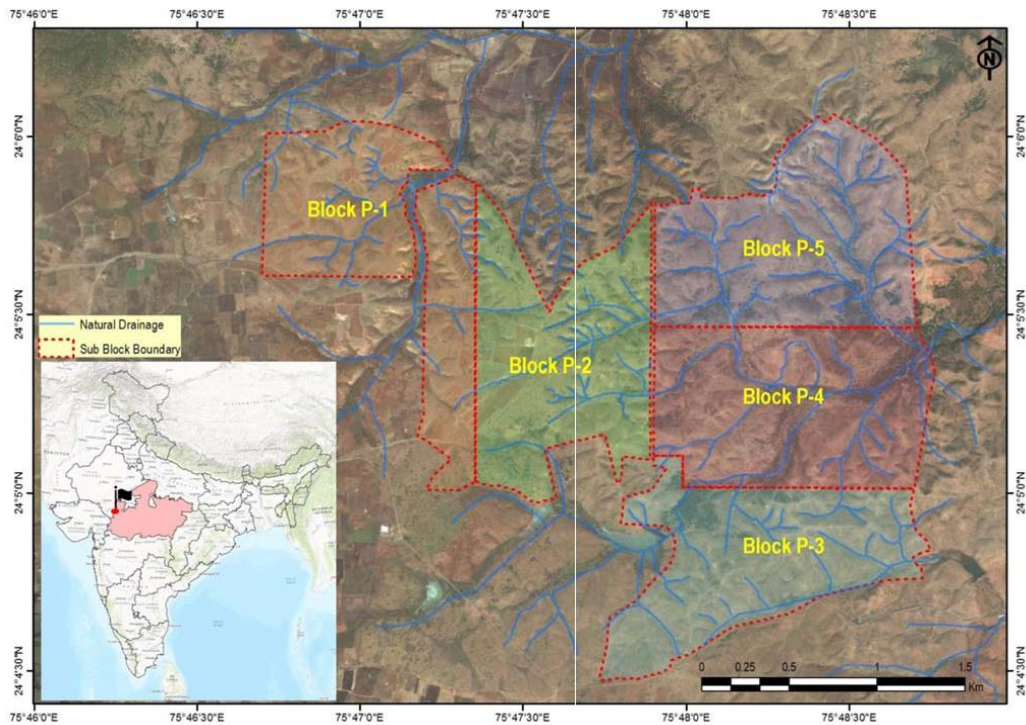 75°46'0"E
75°46'30"E
75°47'0"E
75°47'30"E
75°48'0"E
75°48'30"E
N
24°6'0"N
24°6'0"N
Block P-1
Block P-5
24°5'30"N
24°5'30"N
Natural Drainage
Sub Block Boundary
Block P-2
Block P-4
24°5'0"N
24°5'0"N
Block P-3
24°4'30"N
24°4'30"N
0 0.25 0.5 1 1.5
Km
75°46'0"E
75°46'30"E
75°47'0"E
75°47'30"E
75°48'0"E
75°48'30"E